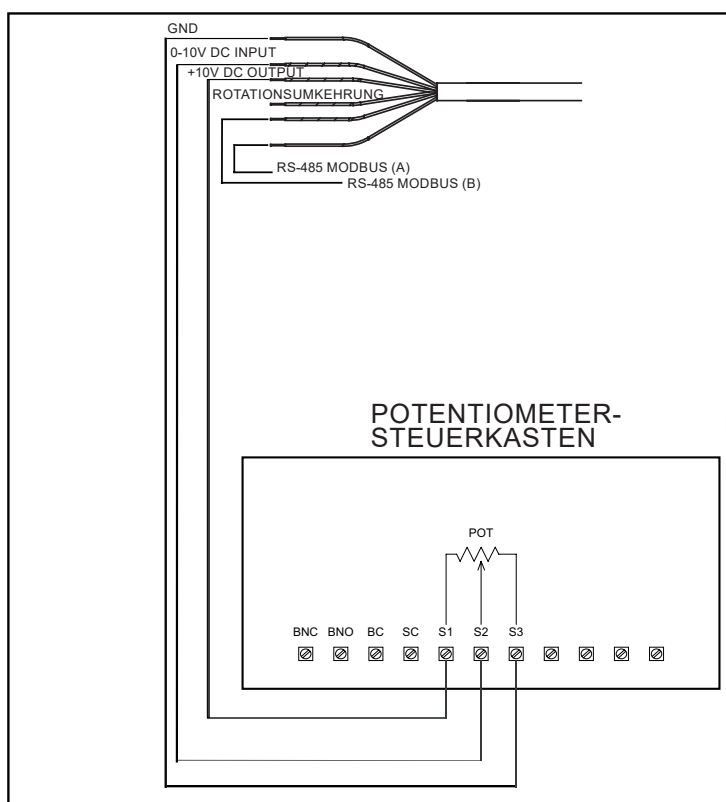 GND
0-10V DC INPUT
+10V DC OUTPUT
ROTATIONSUMKEHRUNG
RS-485 MODBUS (A)
RS-485 MODBUS (B)
POTENTIOMETER-
STEUERKASTEN
POT
BNC BNO BC SC S1 S2 S3